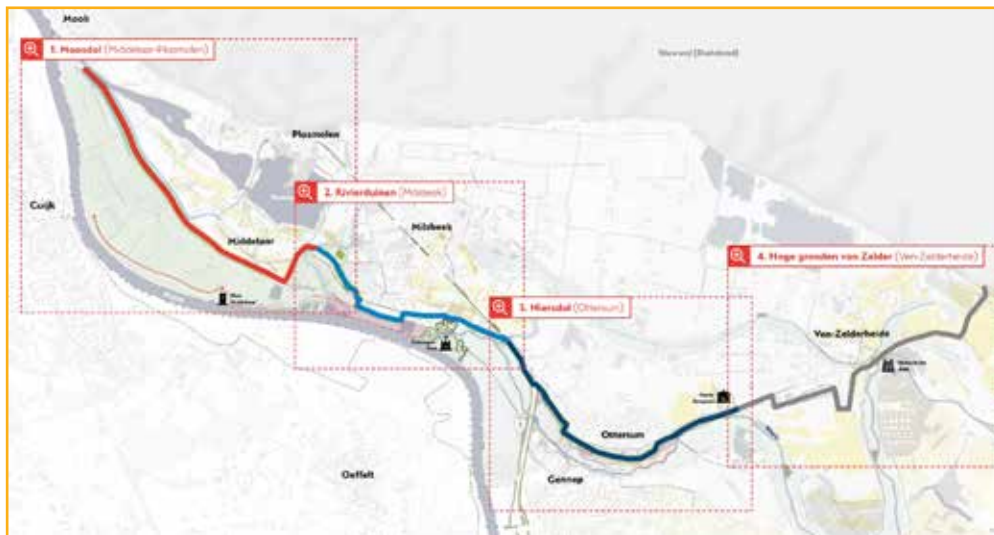 Mook
1. Maasdal (Middelaar-Plasmolen)
Plasmolen
2. Rivierduinen (Milsbeek)
Cuijk
Middelaar
Milsbeek
4. Hoge gronden van Zelder (Ven-Zelderheide)
3. Niersdal (Ottersum)
Ven-Zelderheide
Ottersum
Oeffelt
Gennep